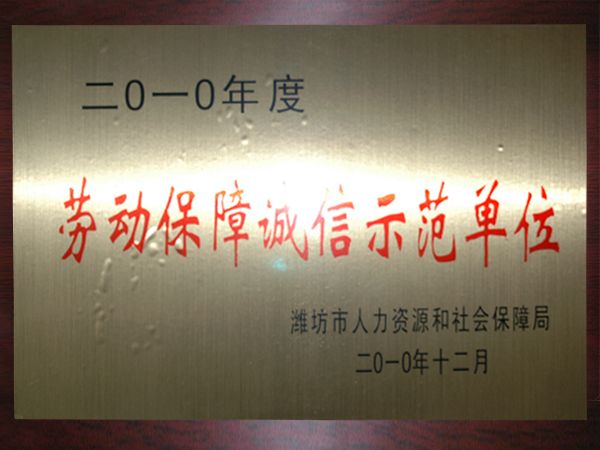 二0一0年度
劳动保障诚信示范单位
潍坊市人力资源和社会保障局
二0一0年十二月